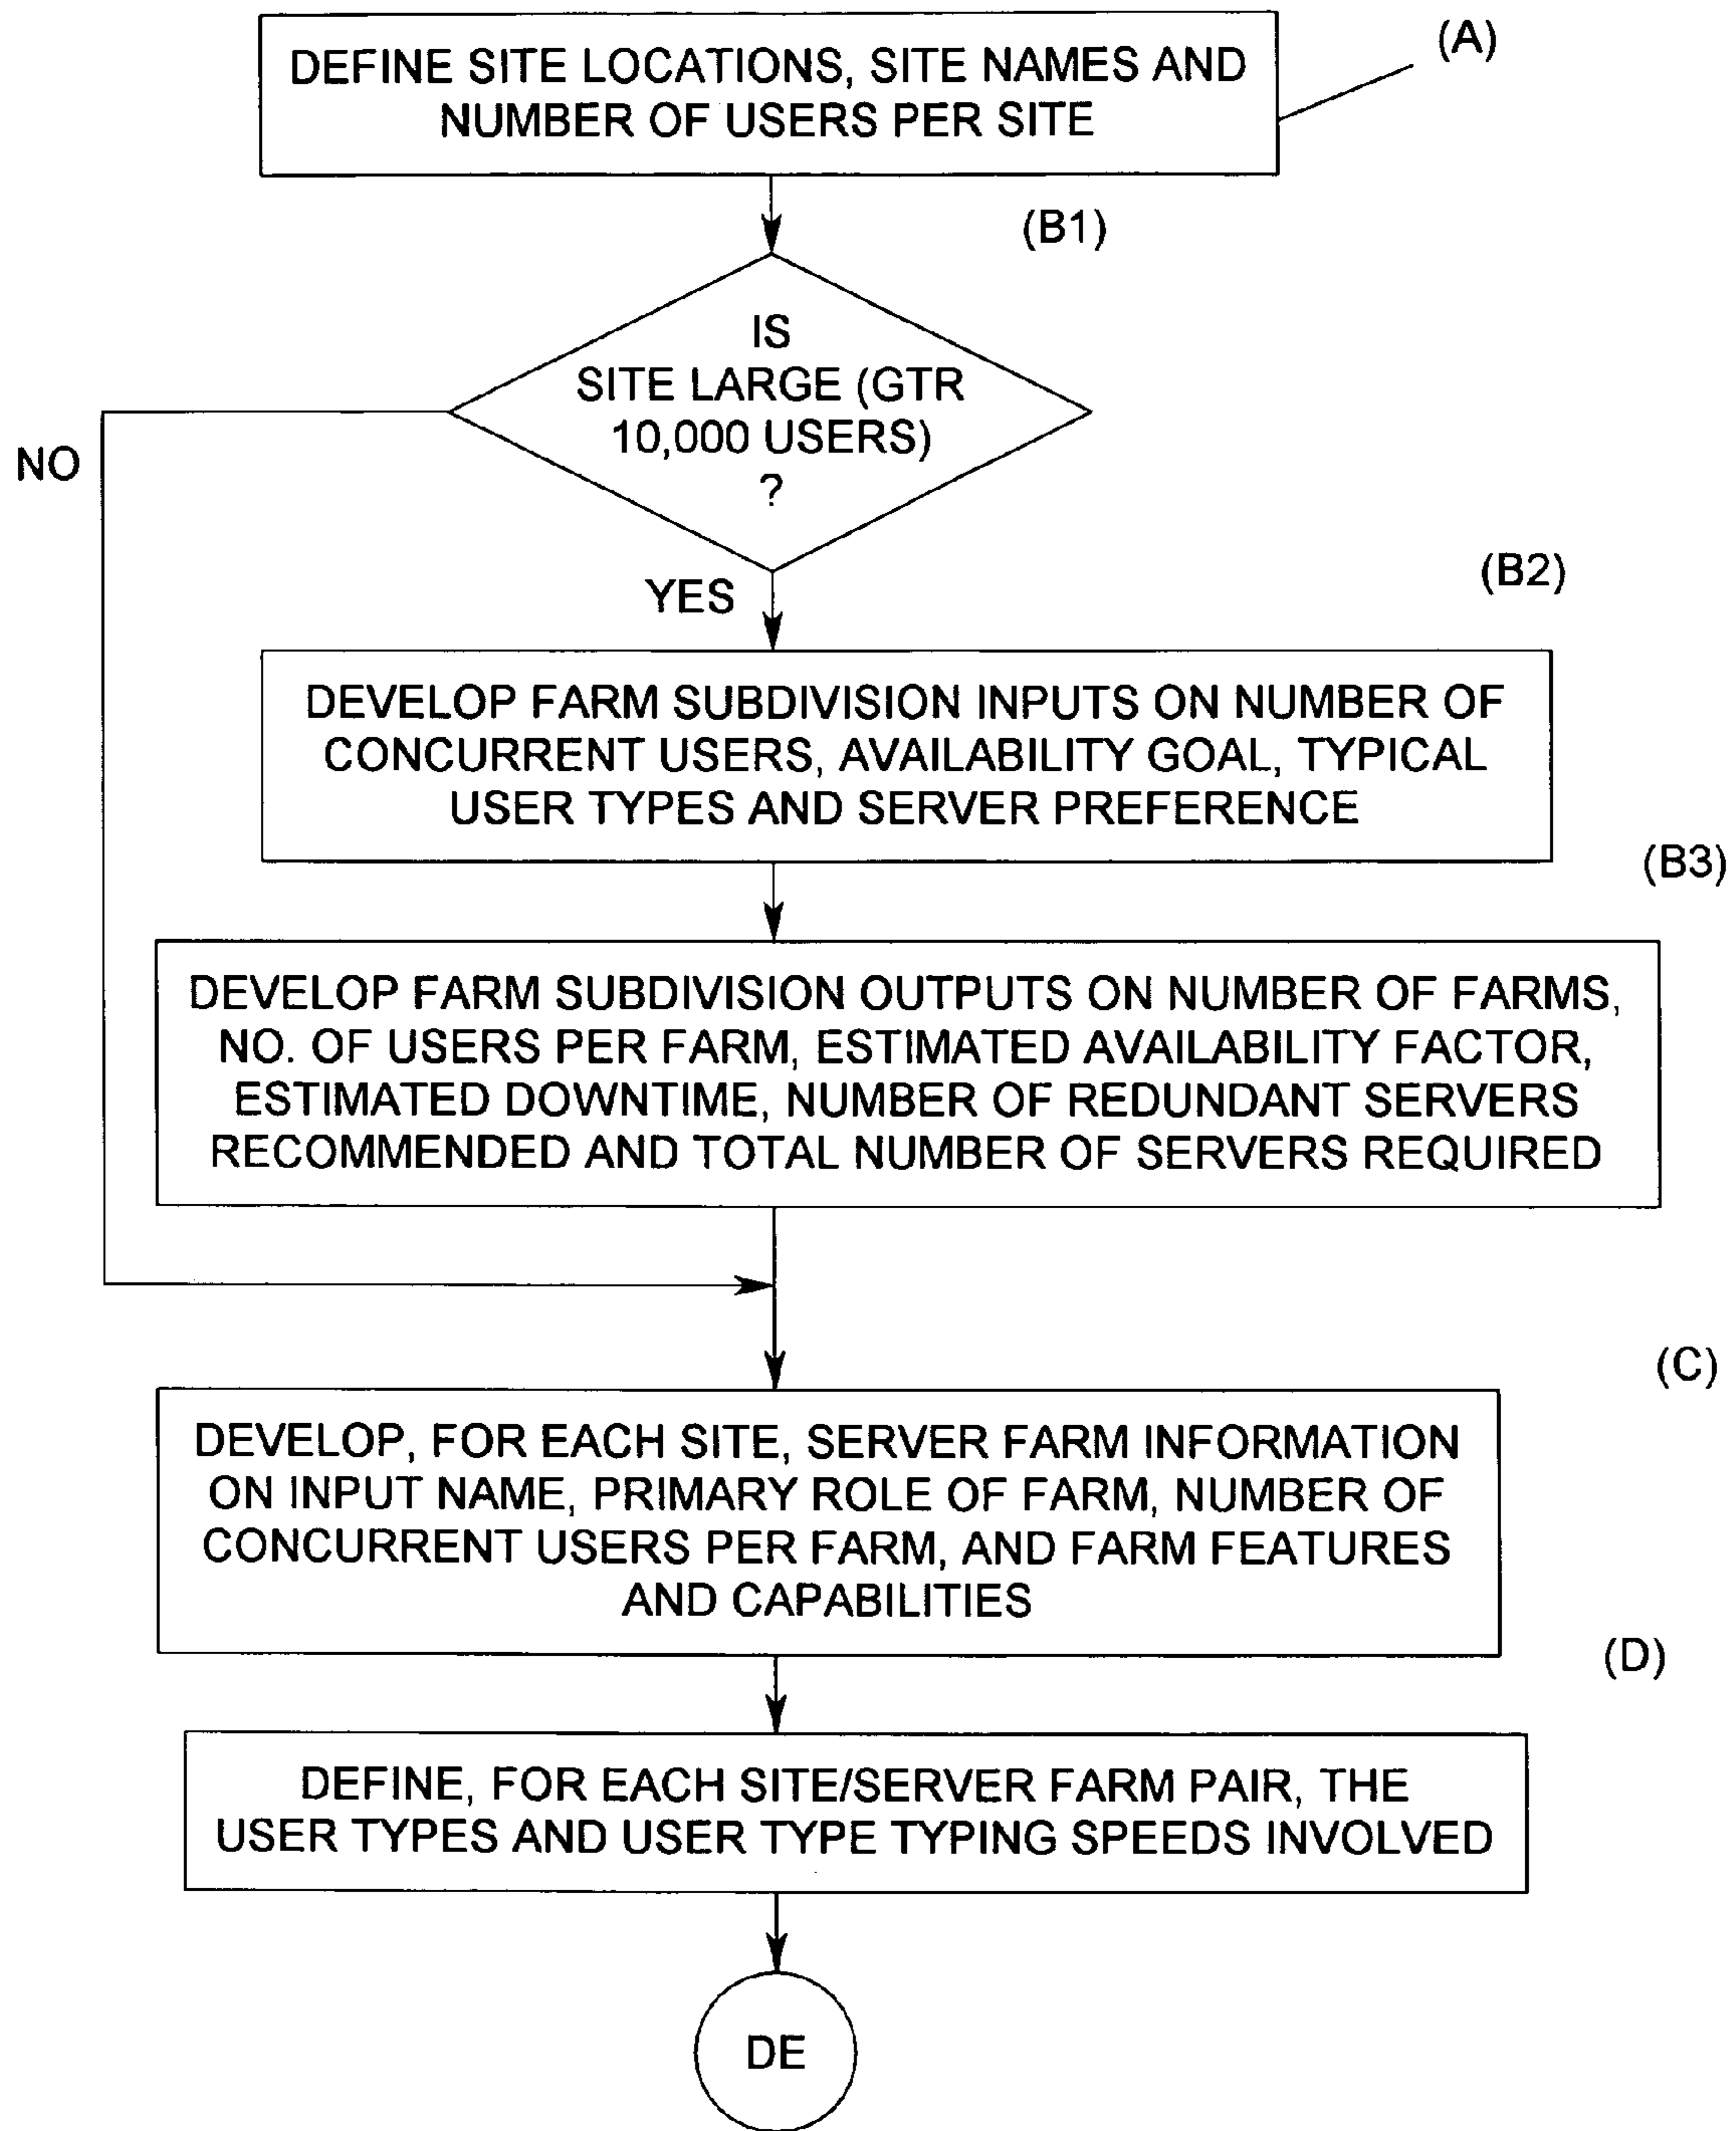 (A)
DEFINE SITE LOCATIONS, SITE NAMES AND
NUMBER OF USERS PER SITE
(B1)
IS
SITE LARGE (GTR
10,000 USERS)
?
NO
YES
(B2)
DEVELOP FARM SUBDIVISION INPUTS ON NUMBER OF
CONCURRENT USERS, AVAILABILITY GOAL, TYPICAL
USER TYPES AND SERVER PREFERENCE
(B3)
DEVELOP FARM SUBDIVISION OUTPUTS ON NUMBER OF FARMS,
NO. OF USERS PER FARM, ESTIMATED AVAILABILITY FACTOR,
ESTIMATED DOWNTIME, NUMBER OF REDUNDANT SERVERS
RECOMMENDED AND TOTAL NUMBER OF SERVERS REQUIRED
(C)
DEVELOP, FOR EACH SITE, SERVER FARM INFORMATION
ON INPUT NAME, PRIMARY ROLE OF FARM, NUMBER OF
CONCURRENT USERS PER FARM, AND FARM FEATURES
AND CAPABILITIES
(D)
DEFINE, FOR EACH SITE/SERVER FARM PAIR, THE
USER TYPES AND USER TYPE TYPING SPEEDS INVOLVED
DE